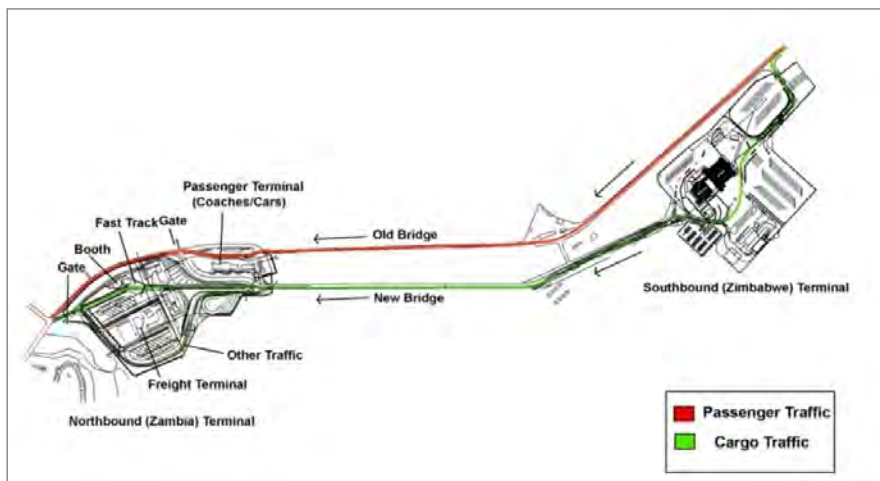 Passenger Terminal
(Coaches/Cars)
Fast Track
Gate
Booth
Gate
Old Bridge
New Bridge
Southbound (Zimbabwe) Terminal
Other Traffic
Freight Terminal
Northbound (Zambia) Terminal
Passenger Traffic
Cargo Traffic